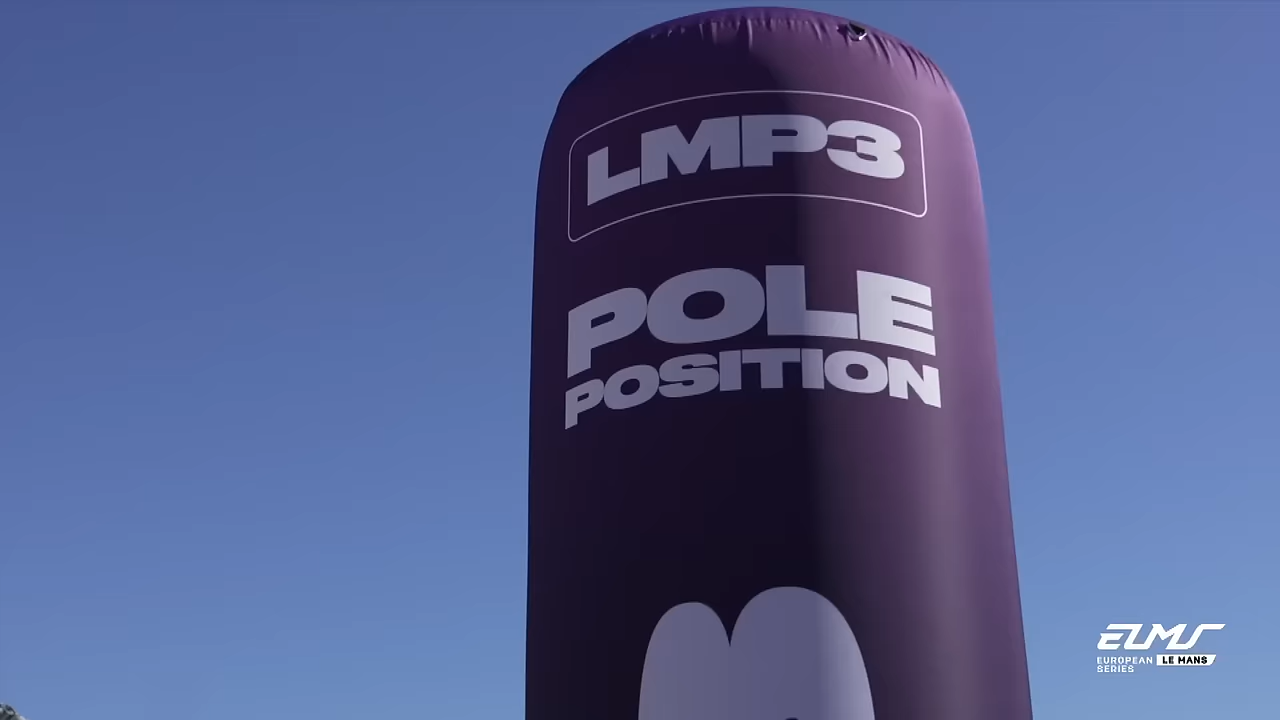 LMP3
POLE
POSITION
ELMS
EUROPEAN LE MANS
SERIES